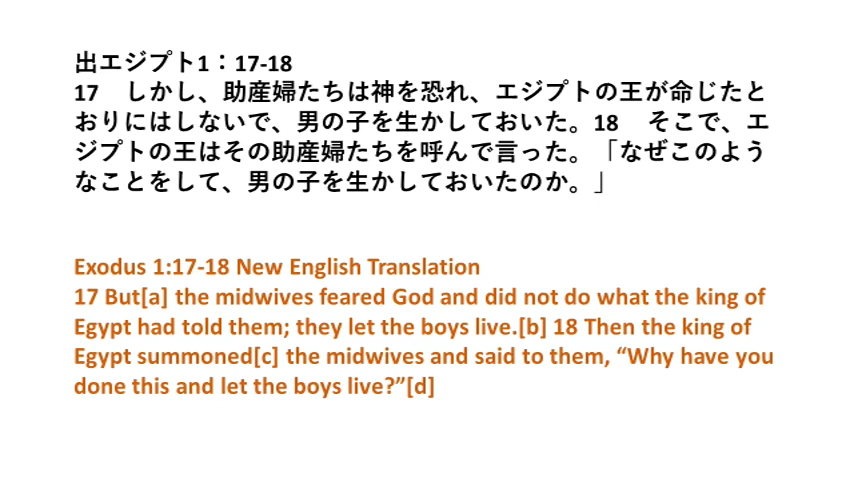 出エジプト1：17-18
17　しかし、助産婦たちは神を恐れ、エジプトの王が命じたと
おりにはしないで、男の子を生かしておいた。18　そこで、エ
ジプトの王はその助産婦たちを呼んで言った。「なぜこのよう
なことをして、男の子を生かしておいたのか。」
Exodus 1:17-18 New English Translation
17 But[a] the midwives feared God and did not do what the king of
Egypt had told them; they let the boys live.[b] 18 Then the king of
Egypt summoned[c] the midwives and said to them, “Why have you
done this and let the boys live?”[d]